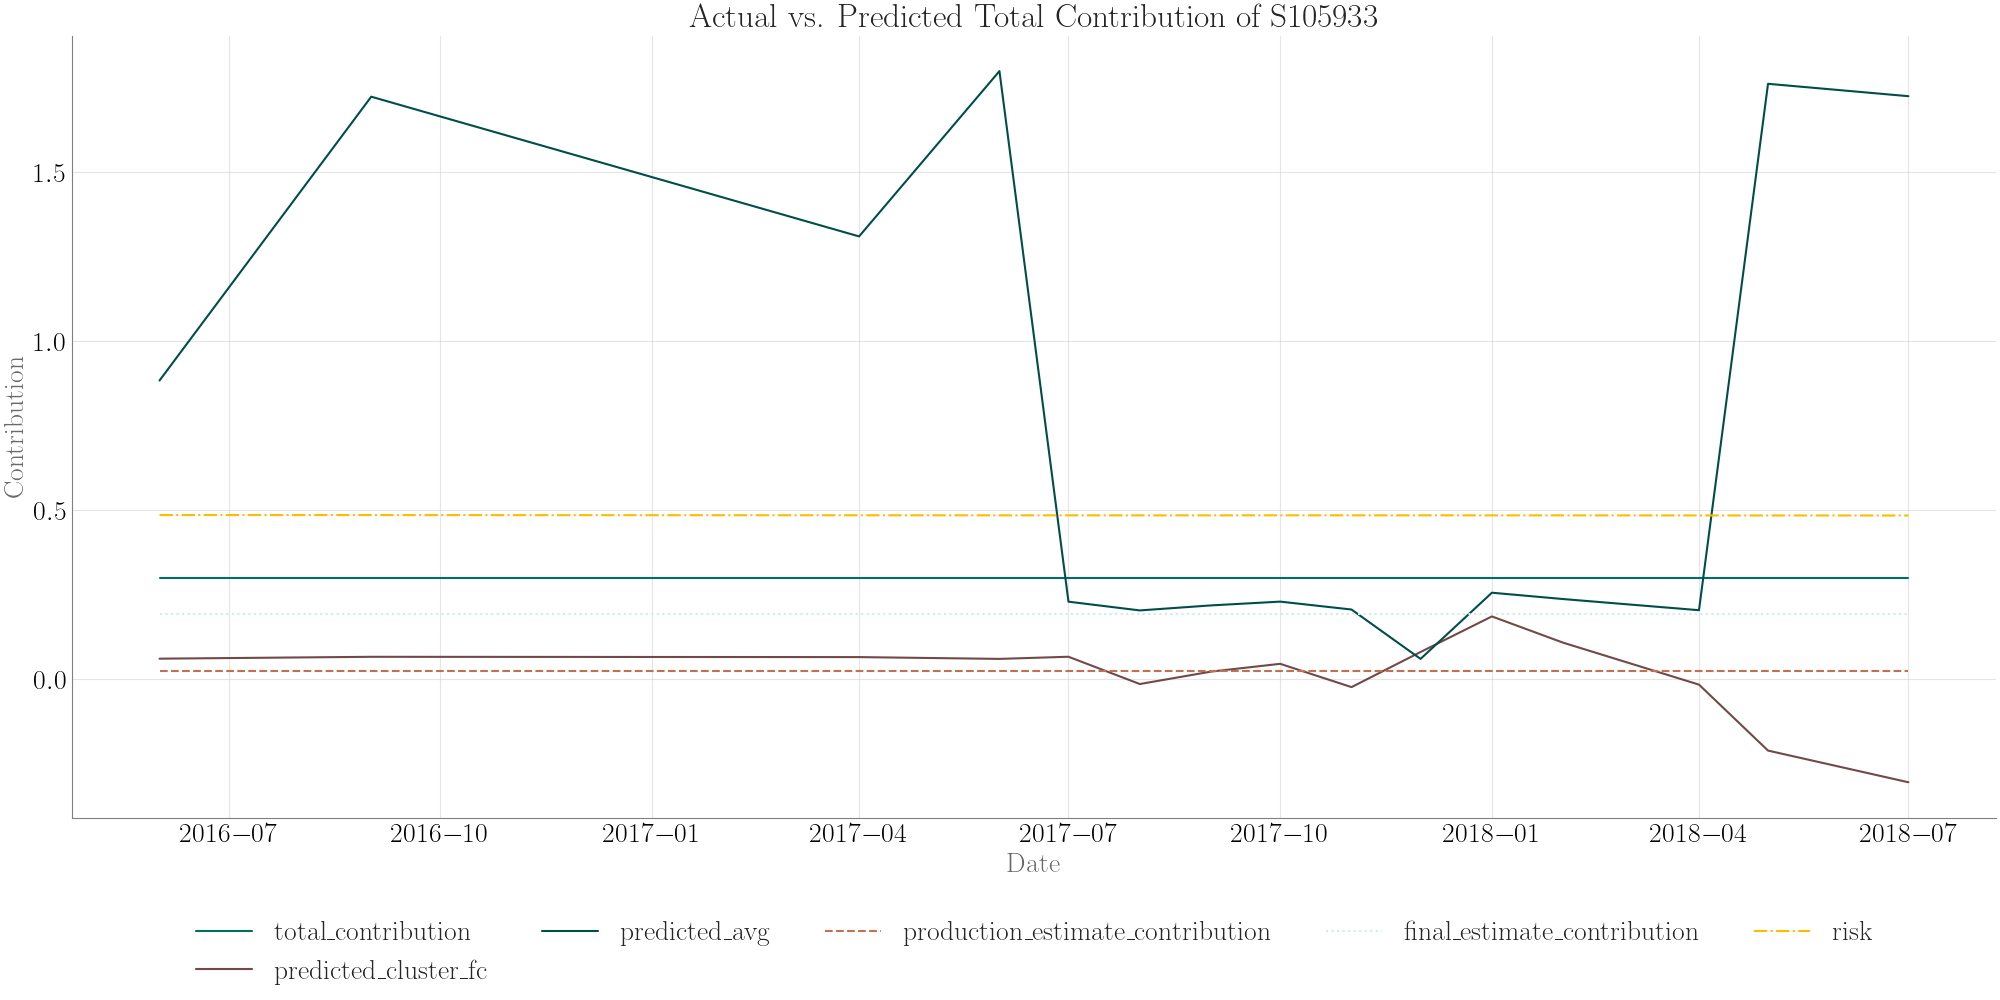 Actual vs. Predicted Total Contribution of S105933
Contribution
1.5
1.0
0.5
0.0
2016−07 2016−10 2017−01 2017−04 2017−07 2017−10 2018−01 2018−04 2018−07
Date
total_contribution predicted_avg production_estimate_contribution final_estimate_contribution risk
predicted_cluster_fc